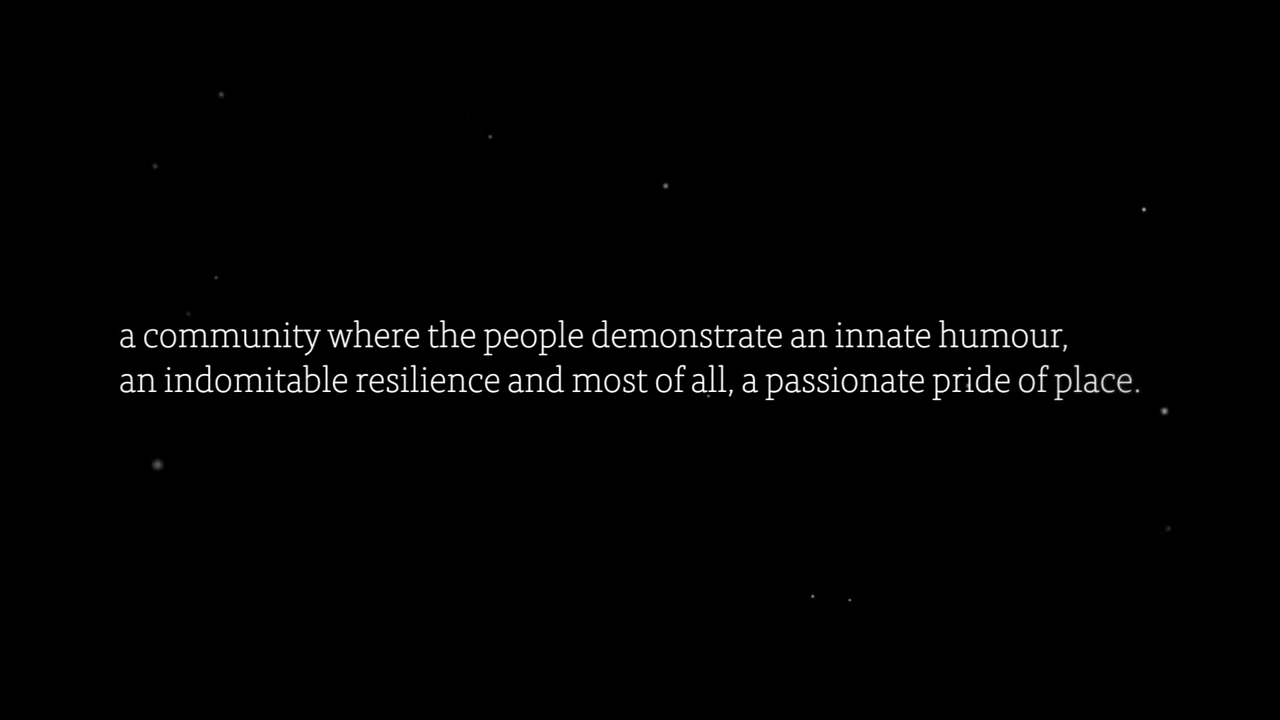 a community where the people demonstrate an innate humour,
an indomitable resilience and most of all, a passionate pride of place.